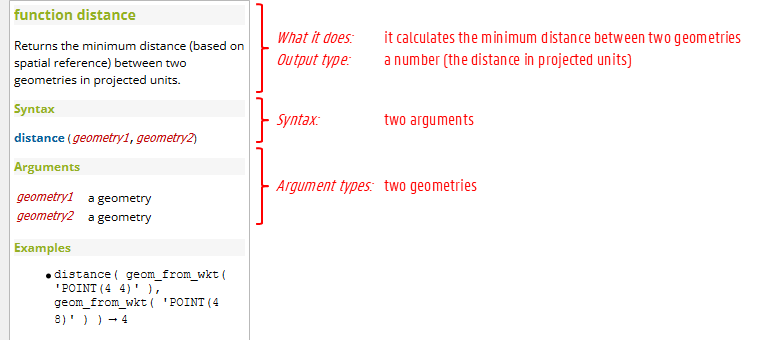 function distance
Returns the minimum distance (based on
spatial reference) between two
geometries in projected units.
Syntax
distance (geometry1, geometry2)
Arguments
geometry1 a geometry
geometry2 a geometry
Examples
• distance( geom_from_wkt(
'POINT(4 4)' ),
geom_from_wkt( 'POINT(4
8)' ) ) → 4
What it does: it calculates the minimum distance between two geometries
Output type: a number (the distance in projected units)
Syntax: two arguments
Argument types: two geometries